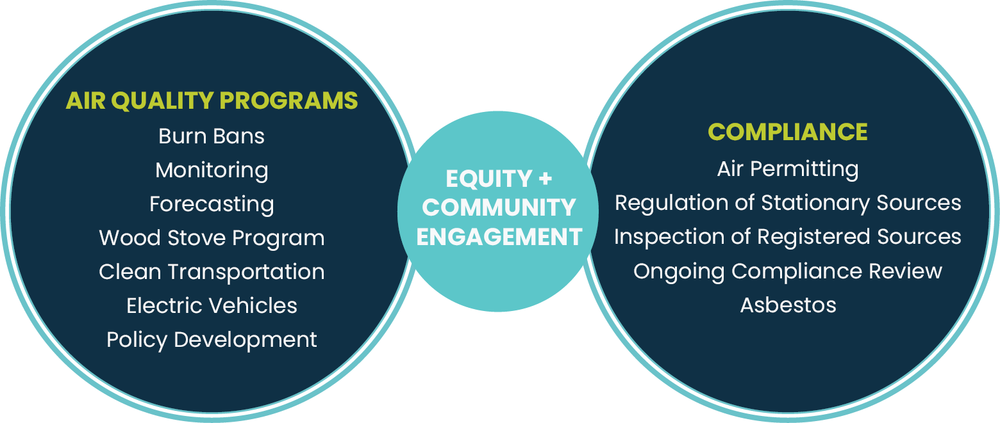 AIR QUALITY PROGRAMS
Burn Bans
Monitoring
Forecasting
Wood Stove Program
Clean Transportation
Electric Vehicles
Policy Development
EQUITY +
COMMUNITY
ENGAGEMENT
COMPLIANCE
Air Permitting
Regulation of Stationary Sources
Inspection of Registered Sources
Ongoing Compliance Review
Asbestos